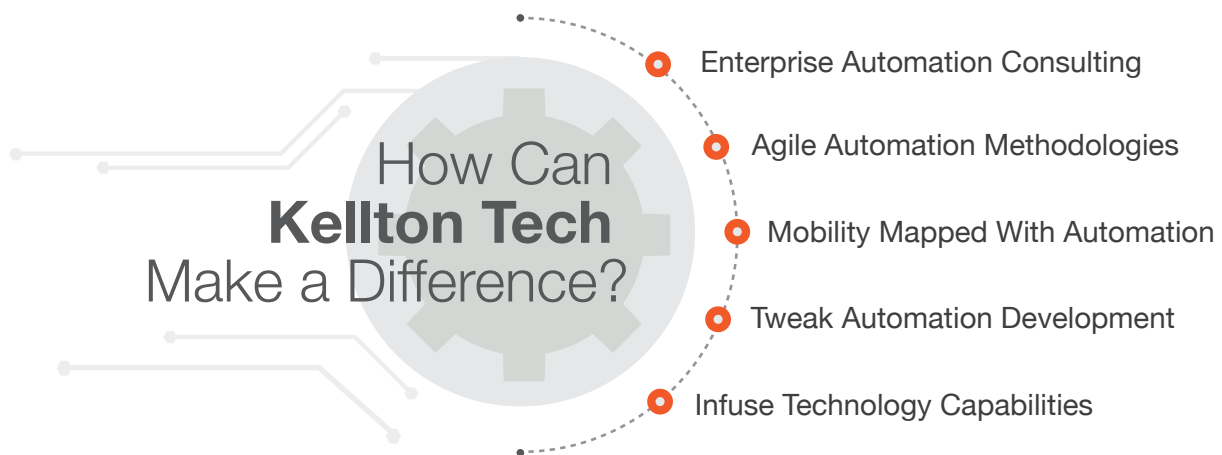 How Can
Kellton Tech
Make a Difference?
Enterprise Automation Consulting
Agile Automation Methodologies
Mobility Mapped With Automation
Tweak Automation Development
Infuse Technology Capabilities